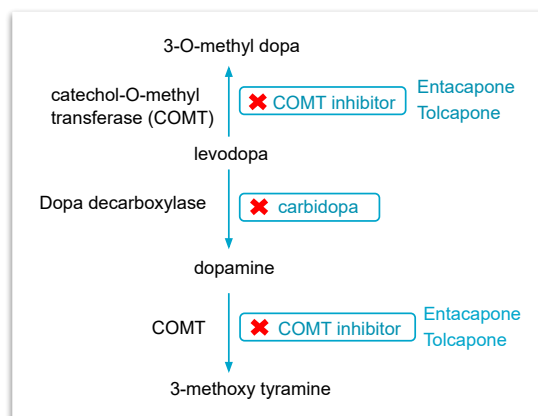 3-O-methyl dopa
catechol-O-methyl
transferase (COMT)
COMT inhibitor
Entacapone
Tolcapone
levodopa
Dopa decarboxylase
carbidopa
dopamine
COMT
COMT inhibitor
Entacapone
Tolcapone
3-methoxy tyramine